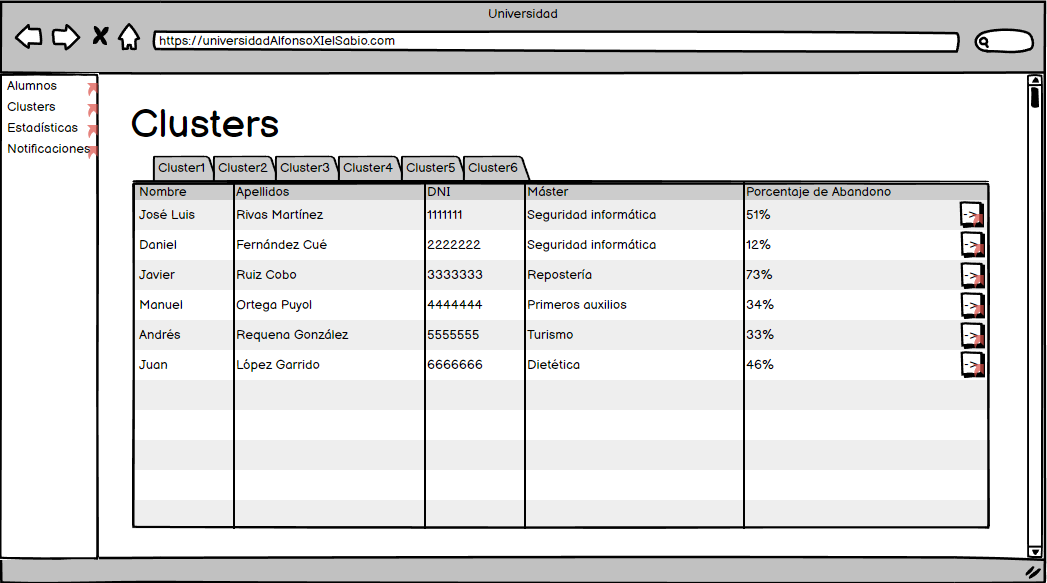 Universidad
https://universidadAlfonsoXIelSabio.com
Alumnos
Clusters
Estadísticas
Notificaciones
Clusters
Cluster1 Cluster2 Cluster3 Cluster4 Cluster5 Cluster6
Nombre Apellidos DNI Máster Porcentaje de Abandono
José Luis Rivas Martínez 1111111 Seguridad informática 51% ->
Daniel Fernández Cué 2222222 Seguridad informática 12% ->
Javier Ruiz Cobo 3333333 Repostería 73% ->
Manuel Ortega Puyol 4444444 Primeros auxilios 34% ->
Andrés Requena González 5555555 Turismo 33% ->
Juan López Garrido 6666666 Dietética 46% ->